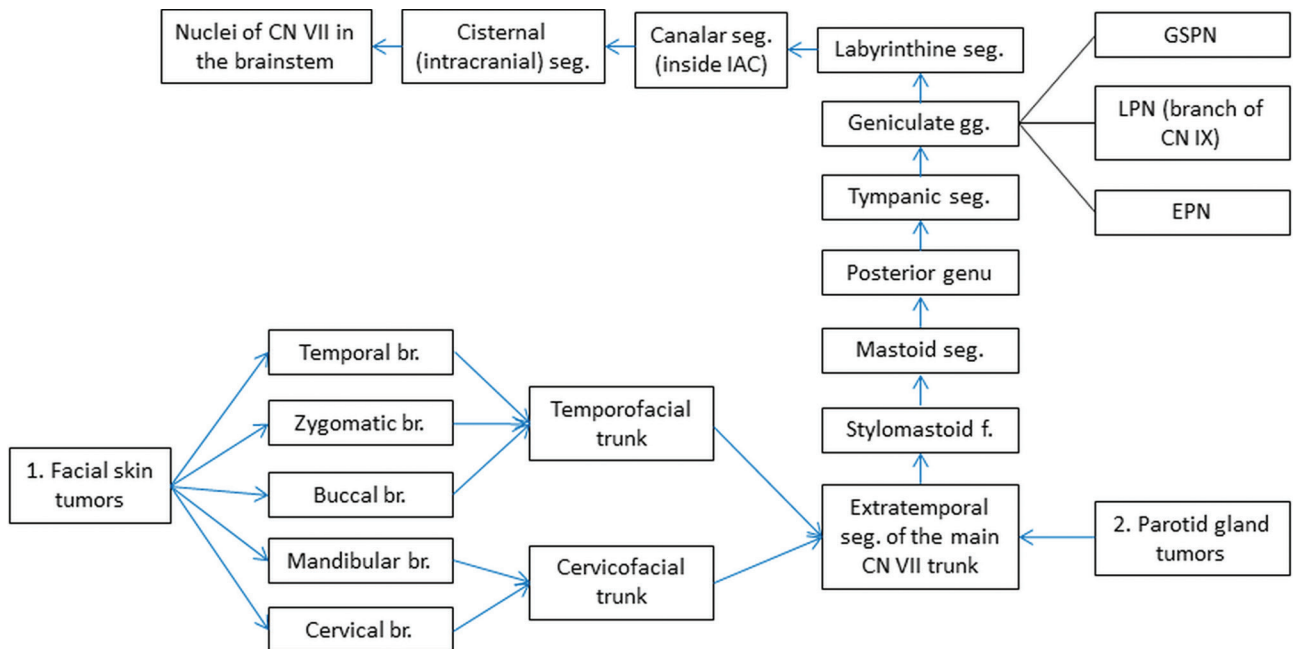 Nuclei of CN VII in
the brainstem
Cisternal
(intracranial) seg.
Canalar seg.
(inside IAC)
Labyrinthine seg.
GSPN
Geniculate gg.
LPN (branch of
CN IX)
Tympanic seg.
EPN
Posterior genu
Mastoid seg.
Stylomastoid f.
Temporal br.
Zygomatic br.
Buccal br.
Mandibular br.
Cervical br.
1. Facial skin
tumors
Temporofacial
trunk
Cervicofacial
trunk
Extratemporal
seg. of the main
CN VII trunk
2. Parotid gland
tumors